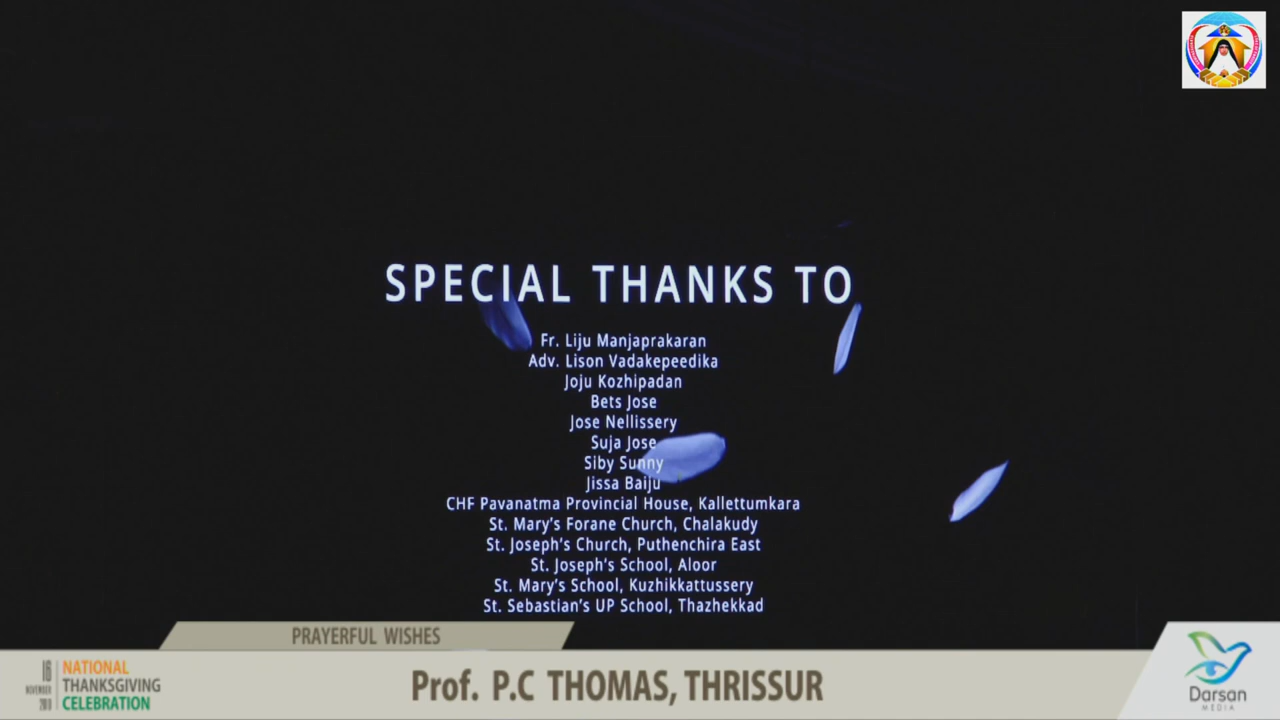 SPECIAL THANKS TO
Fr. Liju Manjaprakaran
Adv. Lison Vadakepeedika
Joju Kozhipadan
Bets Jose
Jose Nellissery
Suja Jose
Siby Sunny
Jissa Baiju
CHF Pavanatma Provincial House, Kallettumkara
St. Mary's Forane Church, Chalakudy
St. Joseph's Church, Puthenchira East
St. Joseph's School, Aloor
St. Mary's School, Kuzhikkattussery
St. Sebastian's UP School, Thazhekkad
PRAYERFUL WISHES
16
NOVEMBER
NATIONAL
THANKSGIVING
CELEBRATION
Prof. P.C THOMAS, THRISSUR
Darsan
MEDIA